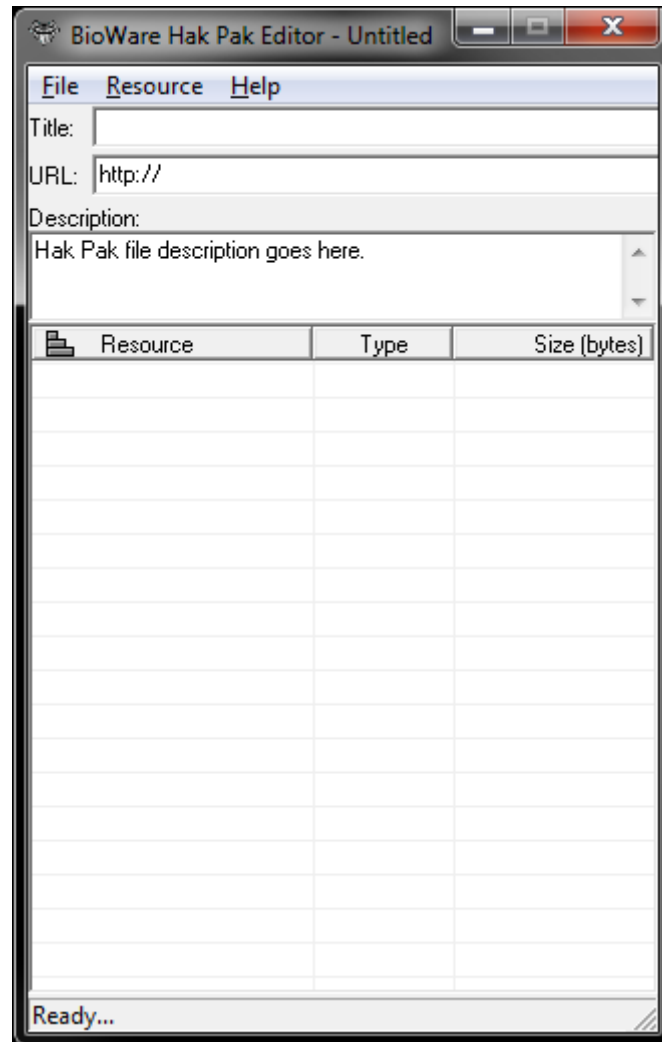 BioWare Hak Pak Editor - Untitled
File Resource Help
Title:
URL: http://
Description:
Hak Pak file description goes here.
Resource Type Size (bytes)
Ready...